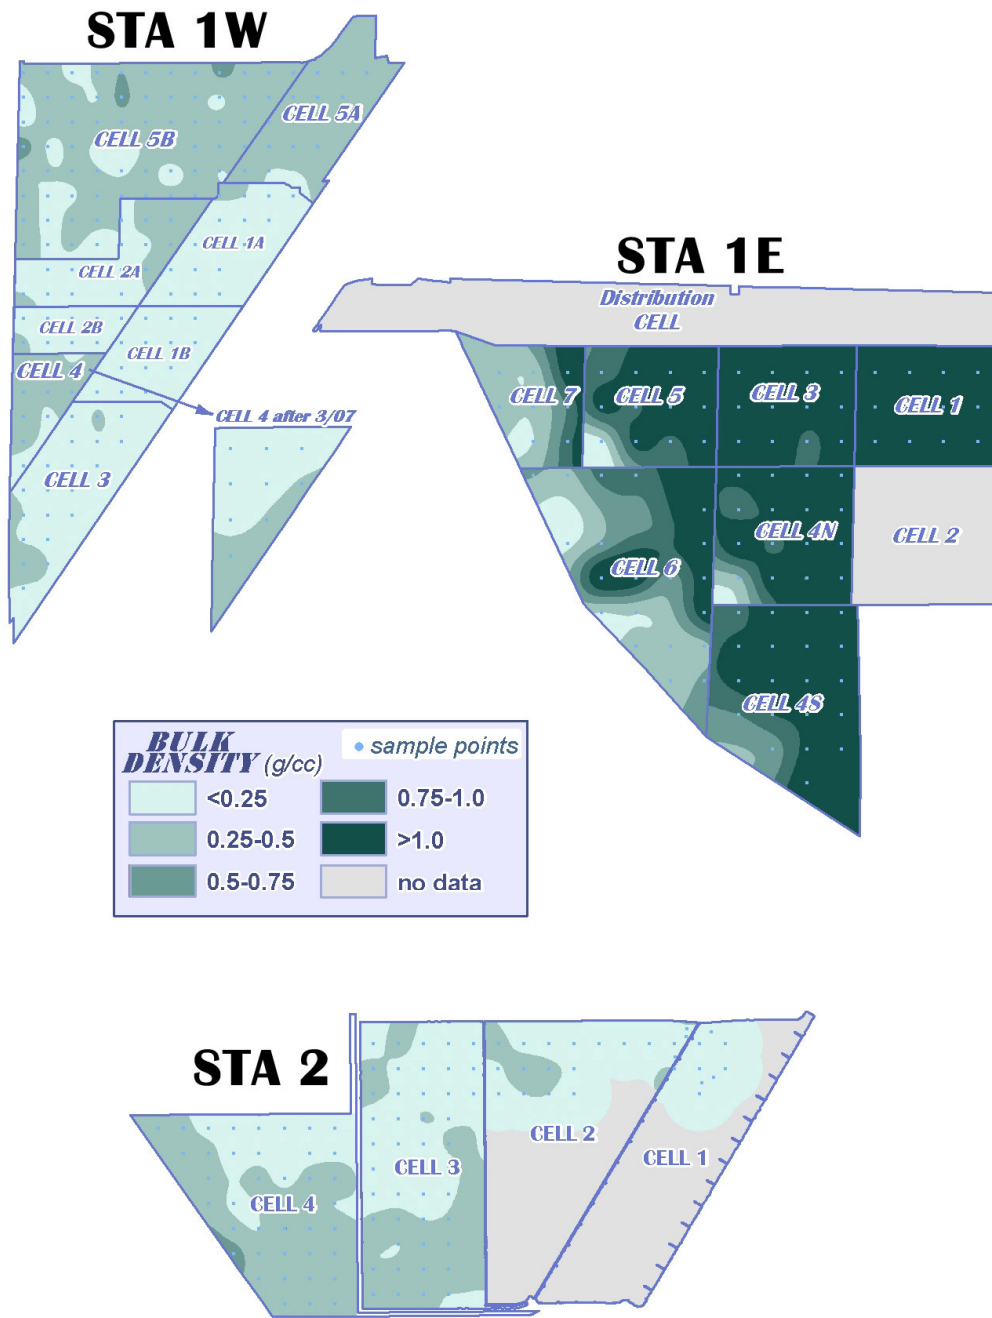 STA 1W
CELL 5A
CELL 5B
CELL 1A
CELL 2A
CELL 2B
CELL 1B
CELL 4
CELL 4 after 3/07
CELL 3
STA 1E
Distribution
CELL
CELL 7
CELL 5
CELL 3
CELL 1
CELL 4N
CELL 2
CELL 6
CELL 4S
BULK
DENSITY (g/cc)
sample points
<0.25
0.25-0.5
0.5-0.75
0.75-1.0
>1.0
no data
STA 2
CELL 2
CELL 1
CELL 3
CELL 4